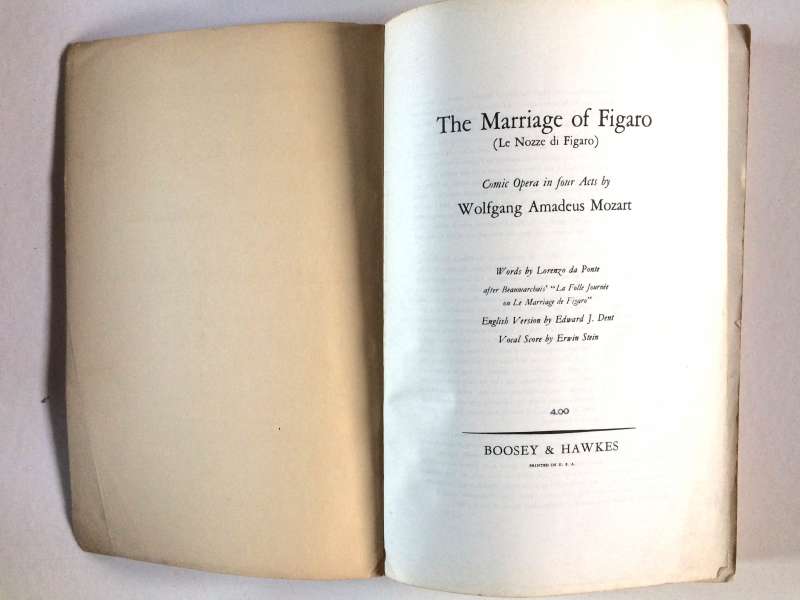 The Marriage of Figaro
(Le Nozze di Figaro)
Comic Opera in four Acts by
Wolfgang Amadeus Mozart
Words by Lorenzo da Ponte
after Beaumarchais' "La Folle Journée
ou Le Marriage de Figaro"
English Version by Edward J. Dent
Vocal Score by Erwin Stein
4.00
BOOSEY & HAWKES
PRINTED IN U. S. A.